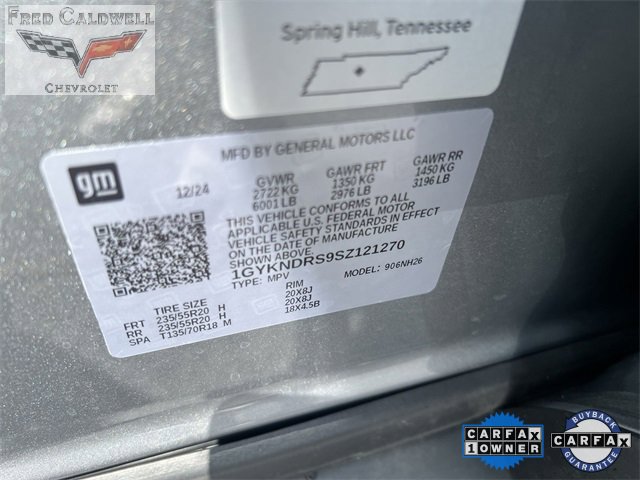 FRED CALDWELL
CHEVROLET
Spring Hill, Tennessee
MFD BY GENERAL MOTORS LLC
gm
12/24
GVWR GAWR FRT GAWR RR
2722 KG 1350 KG 1450 KG
6001 LB 2976 LB 3196 LB
THIS VEHICLE CONFORMS TO ALL
APPLICABLE U.S. FEDERAL MOTOR
VEHICLE SAFETY STANDARDS IN EFFECT
ON THE DATE OF MANUFACTURE
1GYKNDRS9SZ121270
TYPE: MPV MODEL: 906NH26
TIRE SIZE RIM
FRT 235/55R20 H 20X8J
RR 235/55R20 H 20X8J
SPA T135/70R18 M 18X4.5B
CARFAX
1 OWNER
BUYBACK
CARFAX
GUARANTEE